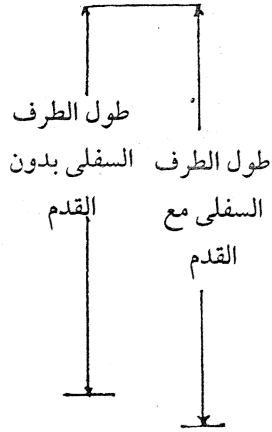 طول الطرف
السفلى بدون
القدم
طول الطرف
السفلى مع
القدم